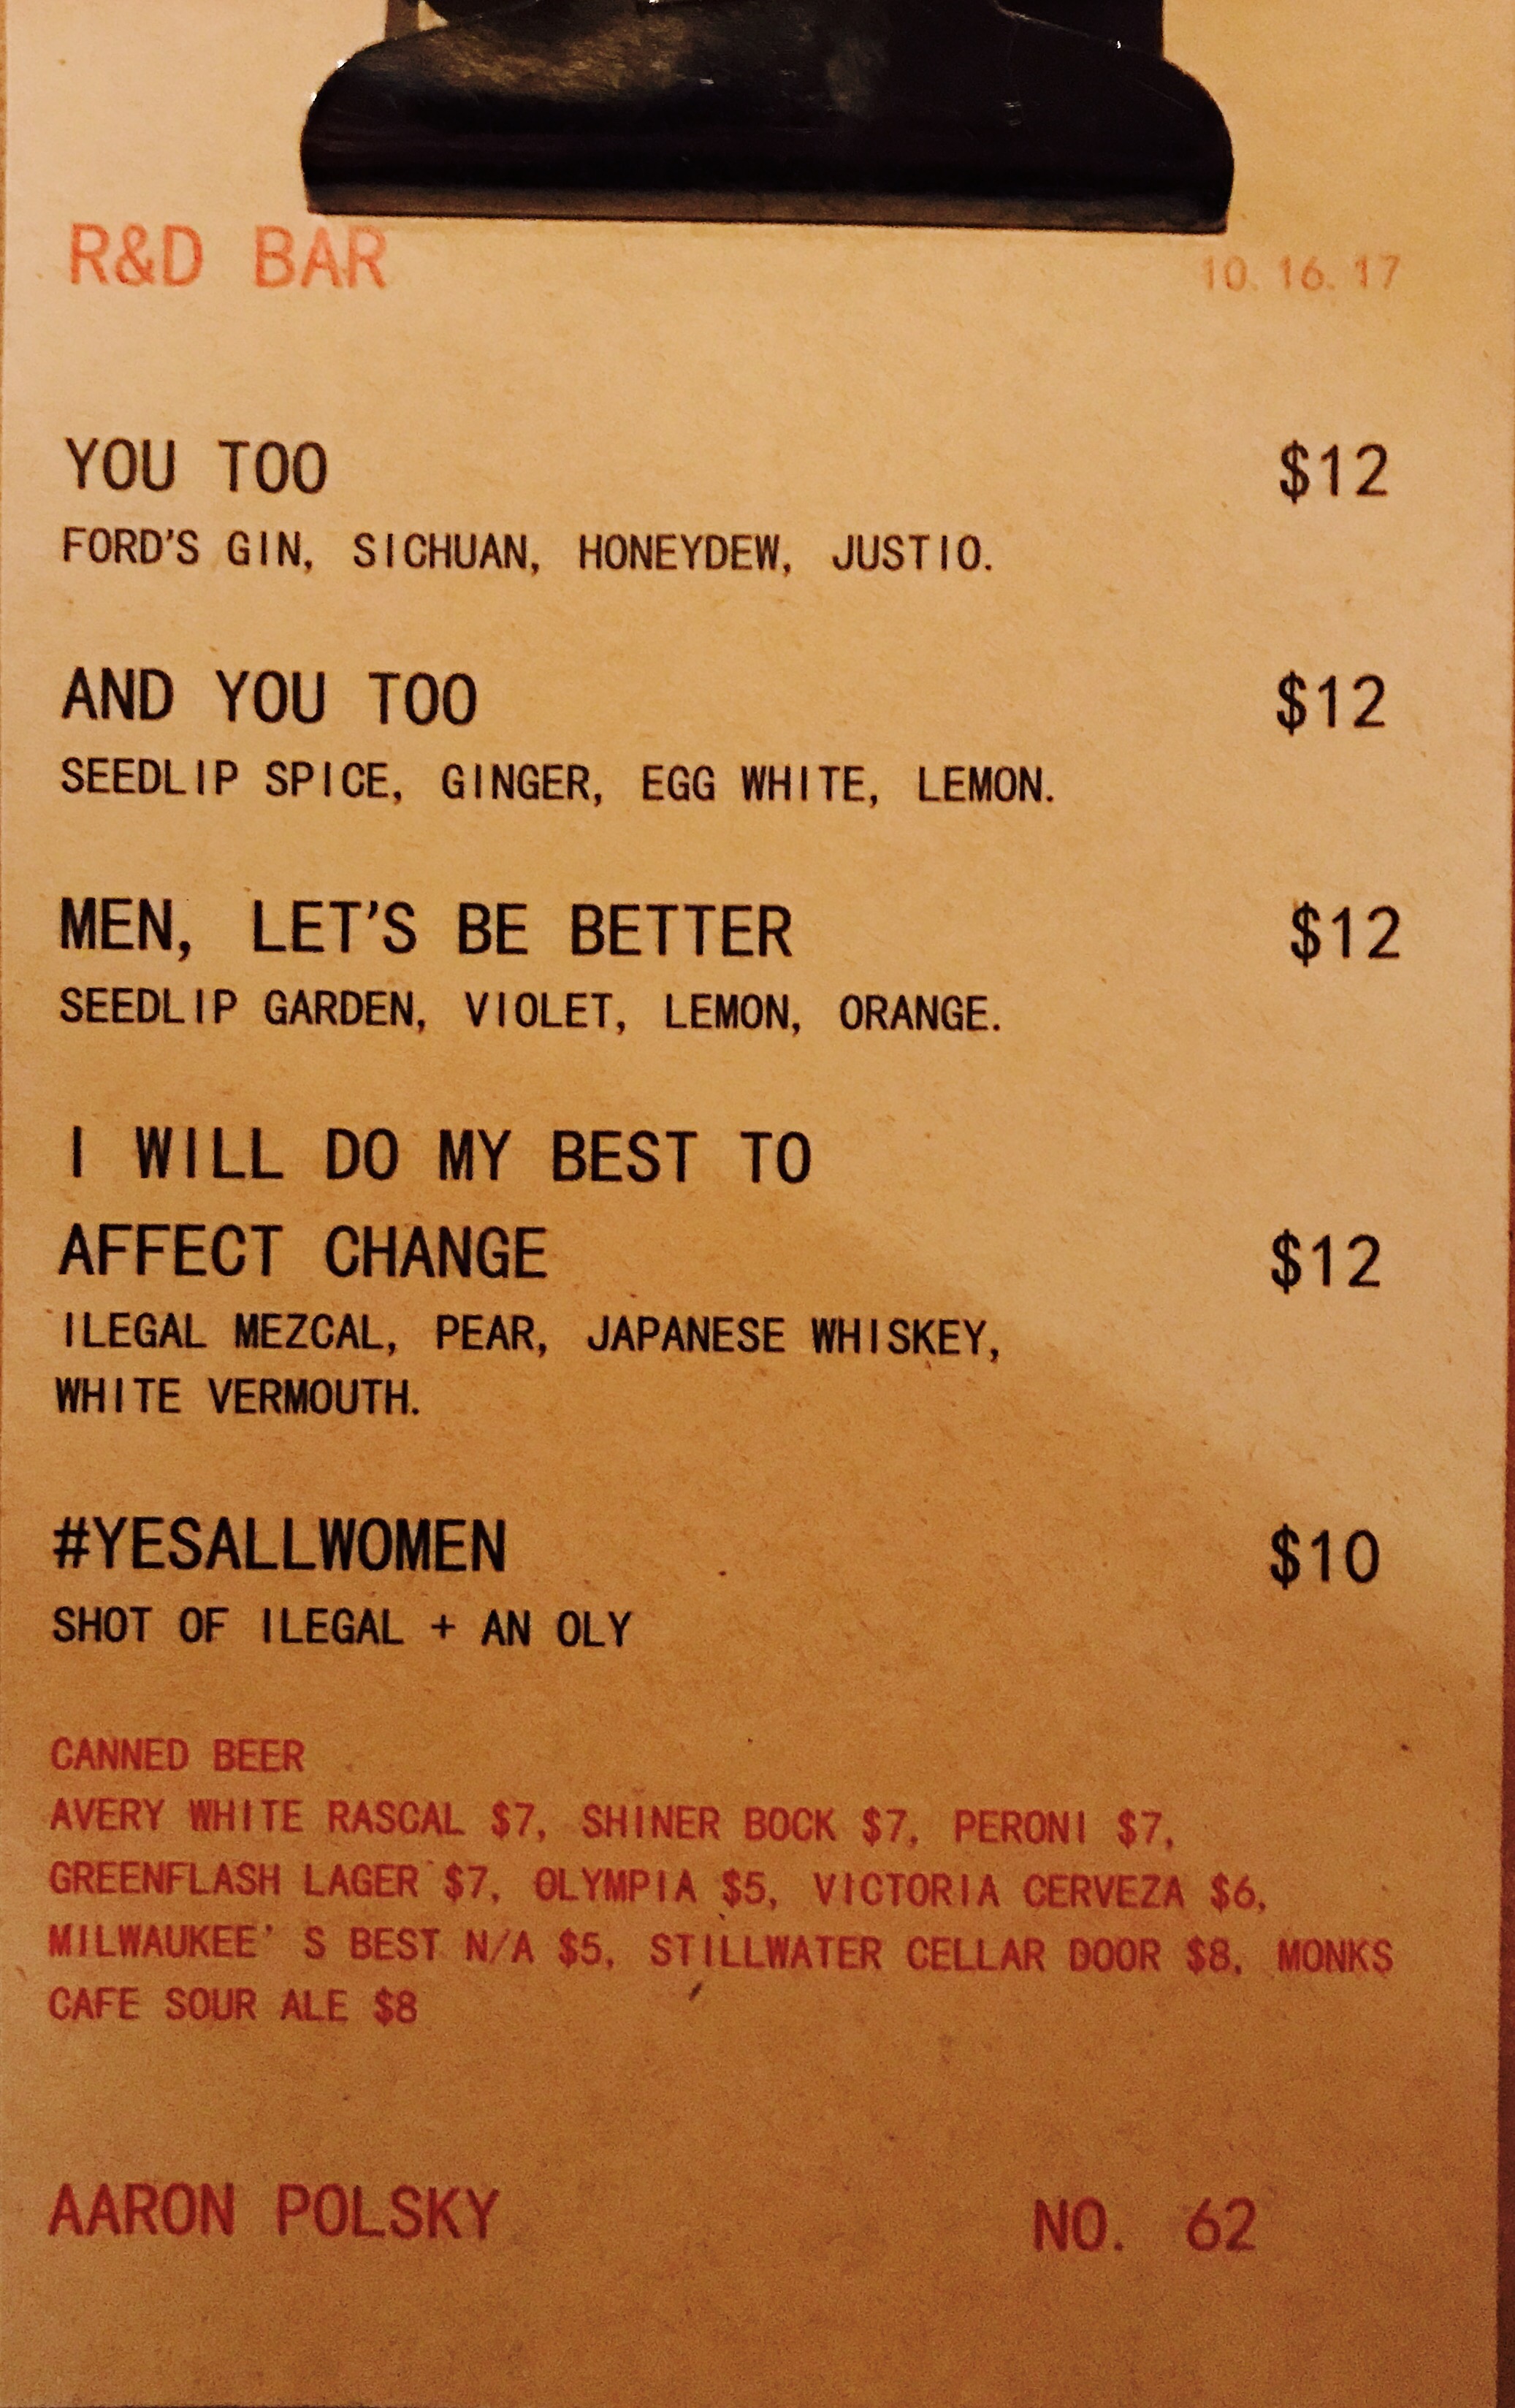 R&D BAR 10.16.17
YOU TOO $12
FORD'S GIN, SICHUAN, HONEYDEW, JUSTIO.
AND YOU TOO $12
SEEDLIP SPICE, GINGER, EGG WHITE, LEMON.
MEN, LET'S BE BETTER $12
SEEDLIP GARDEN, VIOLET, LEMON, ORANGE.
I WILL DO MY BEST TO
AFFECT CHANGE $12
ILEGAL MEZCAL, PEAR, JAPANESE WHISKEY,
WHITE VERMOUTH.
#YESALLWOMEN $10
SHOT OF ILEGAL + AN OLY
CANNED BEER
AVERY WHITE RASCAL $7, SHINER BOCK $7, PERONI $7,
GREENFLASH LAGER $7, OLYMPIA $5, VICTORIA CERVEZA $6,
MILWAUKEE' S BEST N/A $5, STILLWATER CELLAR DOOR $8, MONKS
CAFE SOUR ALE $8
AARON POLSKY NO. 62